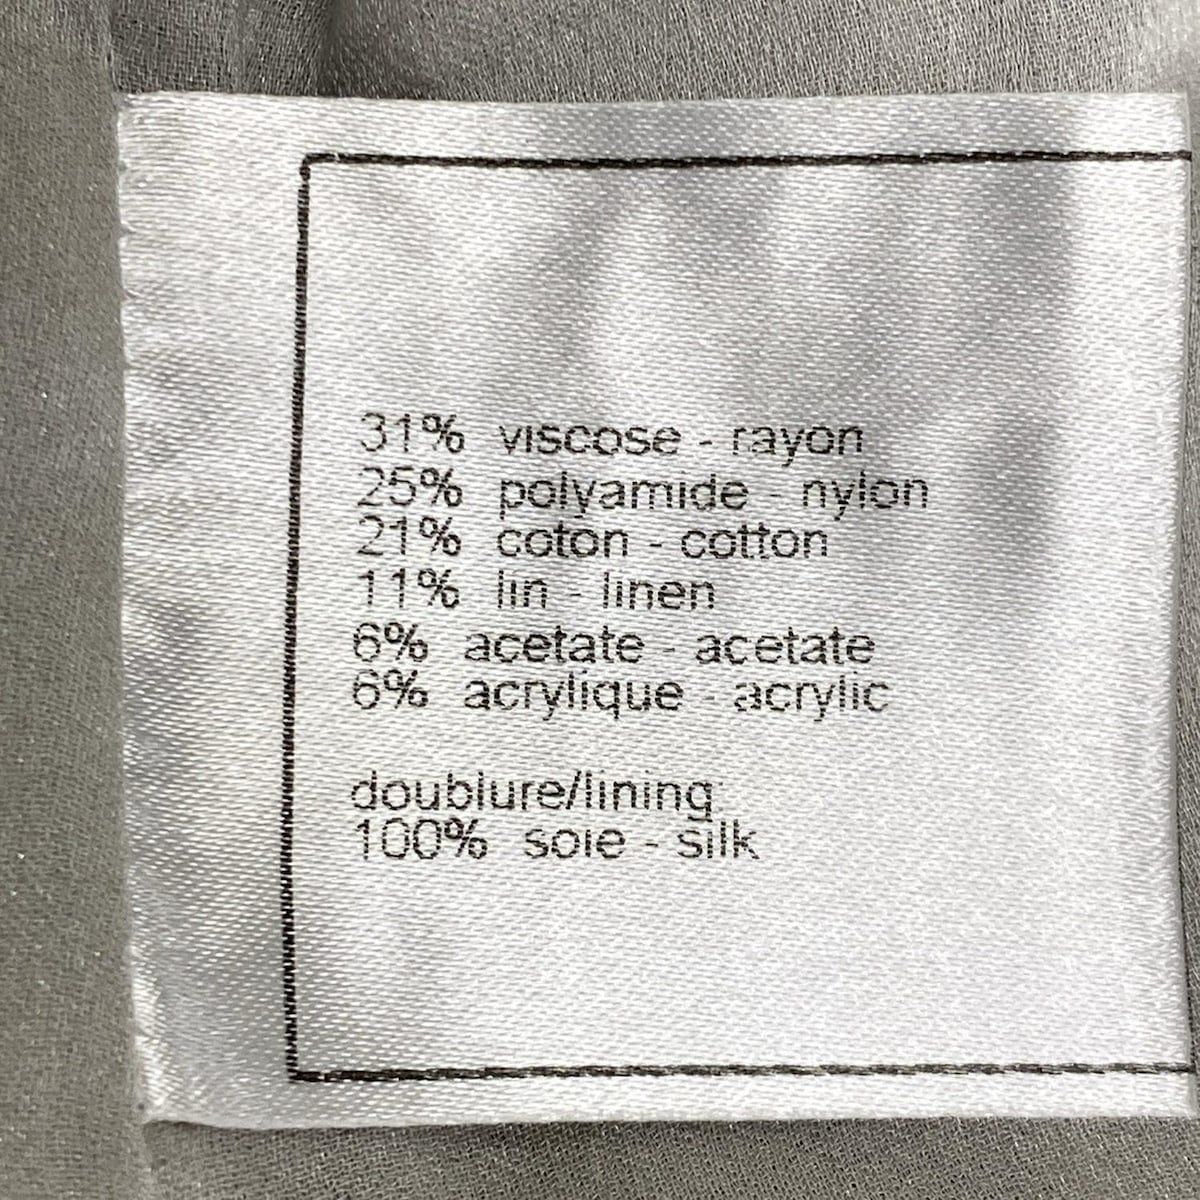 31% viscose - rayon
25% polyamide - nylon
21% coton - cotton
11% lin - linen
6% acetate - acetate
6% acrylique - acrylic
doublure/lining:
100% soie - silk